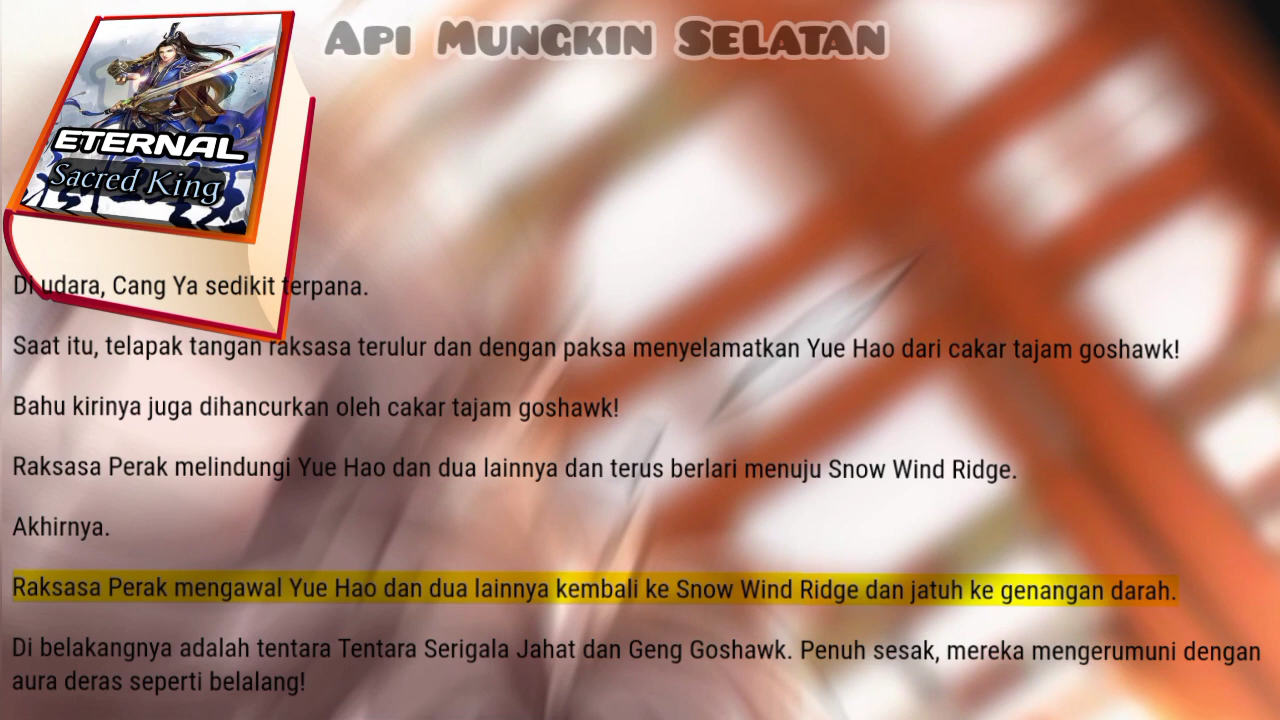 Api Mungkin Selatan
ETERNAL
Sacred King
Di udara, Cang Ya sedikit terpana.
Saat itu, telapak tangan raksasa terulur dan dengan paksa menyelamatkan Yue Hao dari cakar tajam goshawk!
Bahu kirinya juga dihancurkan oleh cakar tajam goshawk!
Raksasa Perak melindungi Yue Hao dan dua lainnya dan terus berlari menuju Snow Wind Ridge.
Akhirnya.
Raksasa Perak mengawal Yue Hao dan dua lainnya kembali ke Snow Wind Ridge dan jatuh ke genangan darah.
Di belakangnya adalah tentara Tentara Serigala Jahat dan Geng Goshawk. Penuh sesak, mereka mengerumuni dengan
aura deras seperti belalang!